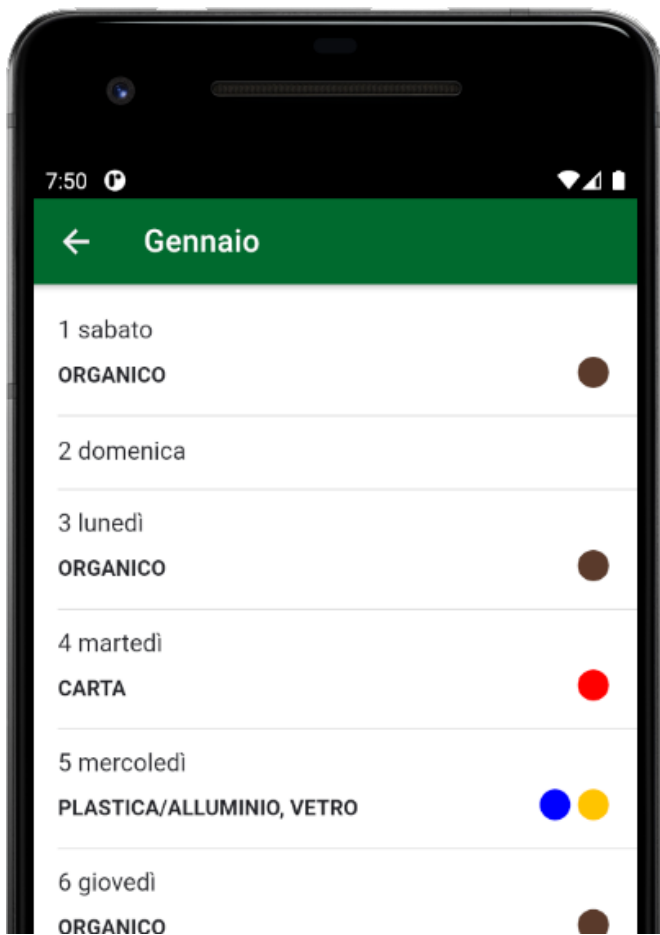 7:50
Gennaio
1 sabato
ORGANICO
2 domenica
3 lunedì
ORGANICO
4 martedì
CARTA
5 mercoledì
PLASTICA/ALLUMINIO, VETRO
6 giovedì
ORGANICO